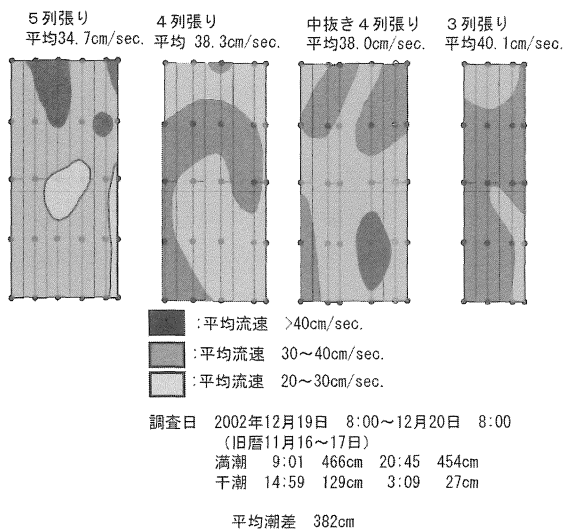 5列張り
平均34.7cm/sec.
4列張り
平均 38.3cm/sec.
中抜き4列張り
平均38.0cm/sec.
3列張り
平均40.1cm/sec.
:平均流速 >40cm/sec.
:平均流速 30~40cm/sec.
:平均流速 20~30cm/sec.
調査日 2002年12月19日 8:00~12月20日 8:00
(旧暦11月16~17日)
満潮 9:01 466cm 20:45 454cm
干潮 14:59 129cm 3:09 27cm
平均潮差 382cm